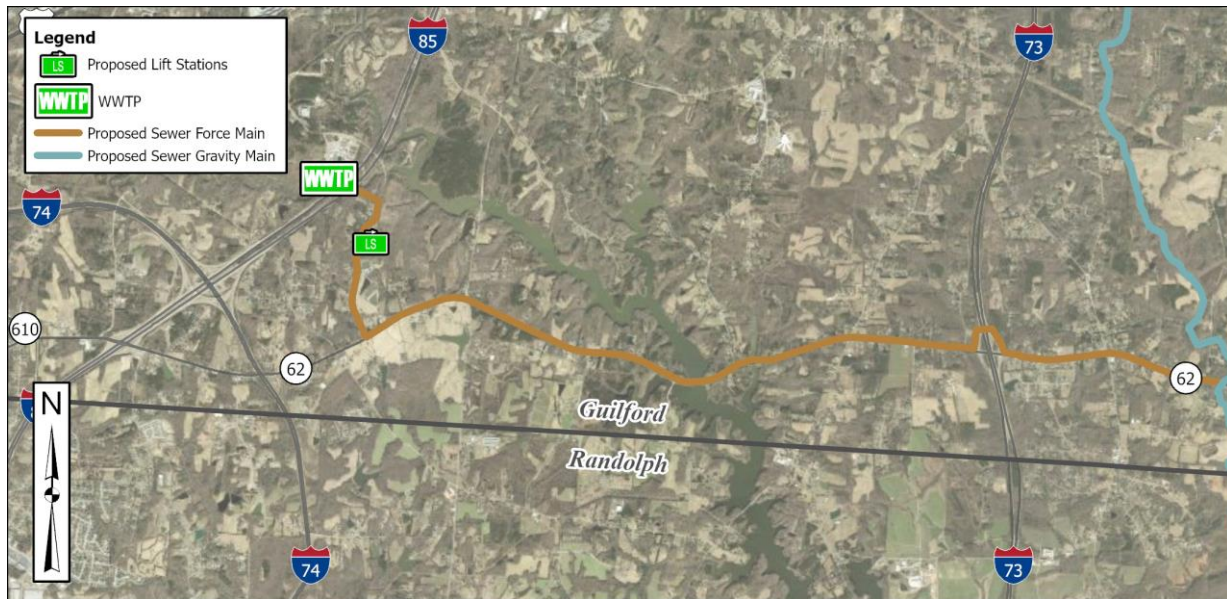 Legend
LS
Proposed Lift Stations
WWTP
WWTP
Proposed Sewer Force Main
Proposed Sewer Gravity Main
85
73
74
WWTP
LS
610
62
62
N
Guilford
Randolph
74
73